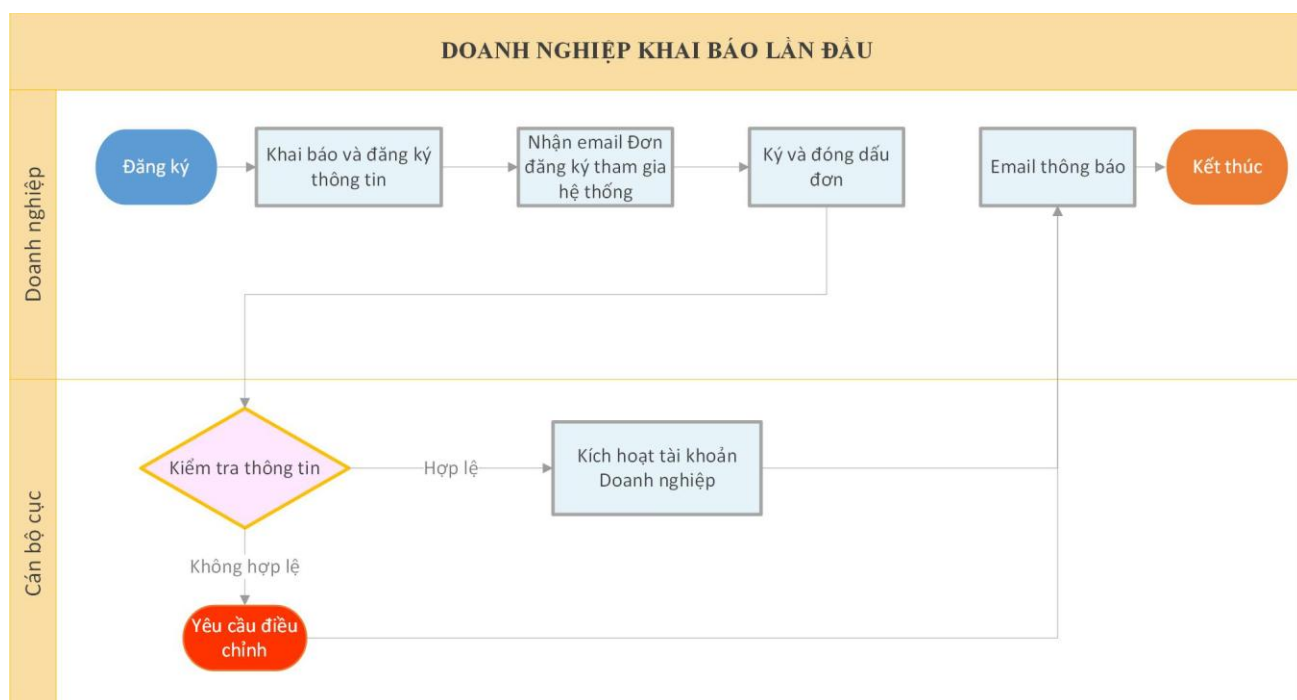 DOANH NGHIỆP KHAI BÁO LẦN ĐẦU
Doanh nghiệp
Đăng ký
Khai báo và đăng ký
thông tin
Nhận email Đơn
đăng ký tham gia
hệ thống
Ký và đóng dấu
đơn
Email thông báo
Kết thúc
Cán bộ cục
Kiểm tra thông tin
Hợp lệ
Kích hoạt tài khoản
Doanh nghiệp
Không hợp lệ
Yêu cầu điều
chỉnh